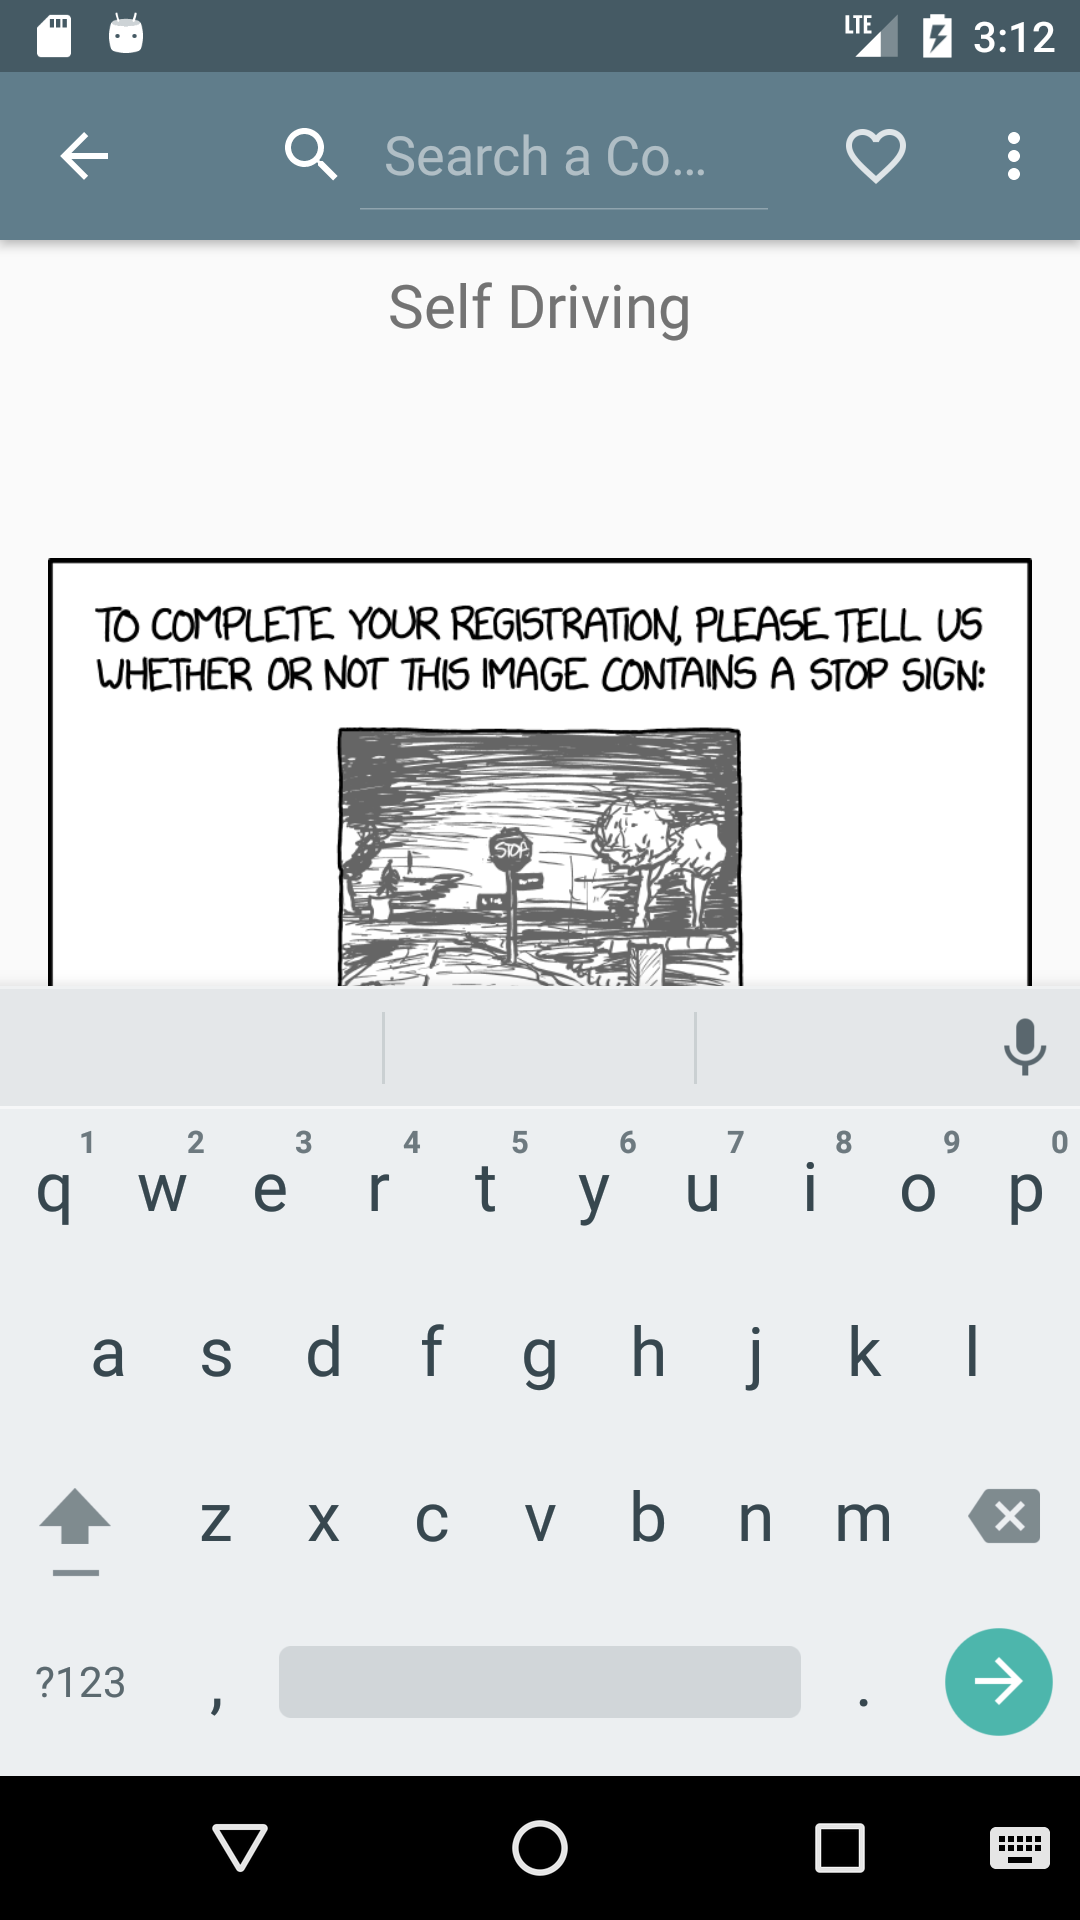 LTE 3:12
Search a Co...
Self Driving
TO COMPLETE YOUR REGISTRATION, PLEASE TELL US
WHETHER OR NOT THIS IMAGE CONTAINS A STOP SIGN:
STOP
1 2 3 4 5 6 7 8 9 0
q w e r t y u i o p
a s d f g h j k l
z x c v b n m
?123 , .